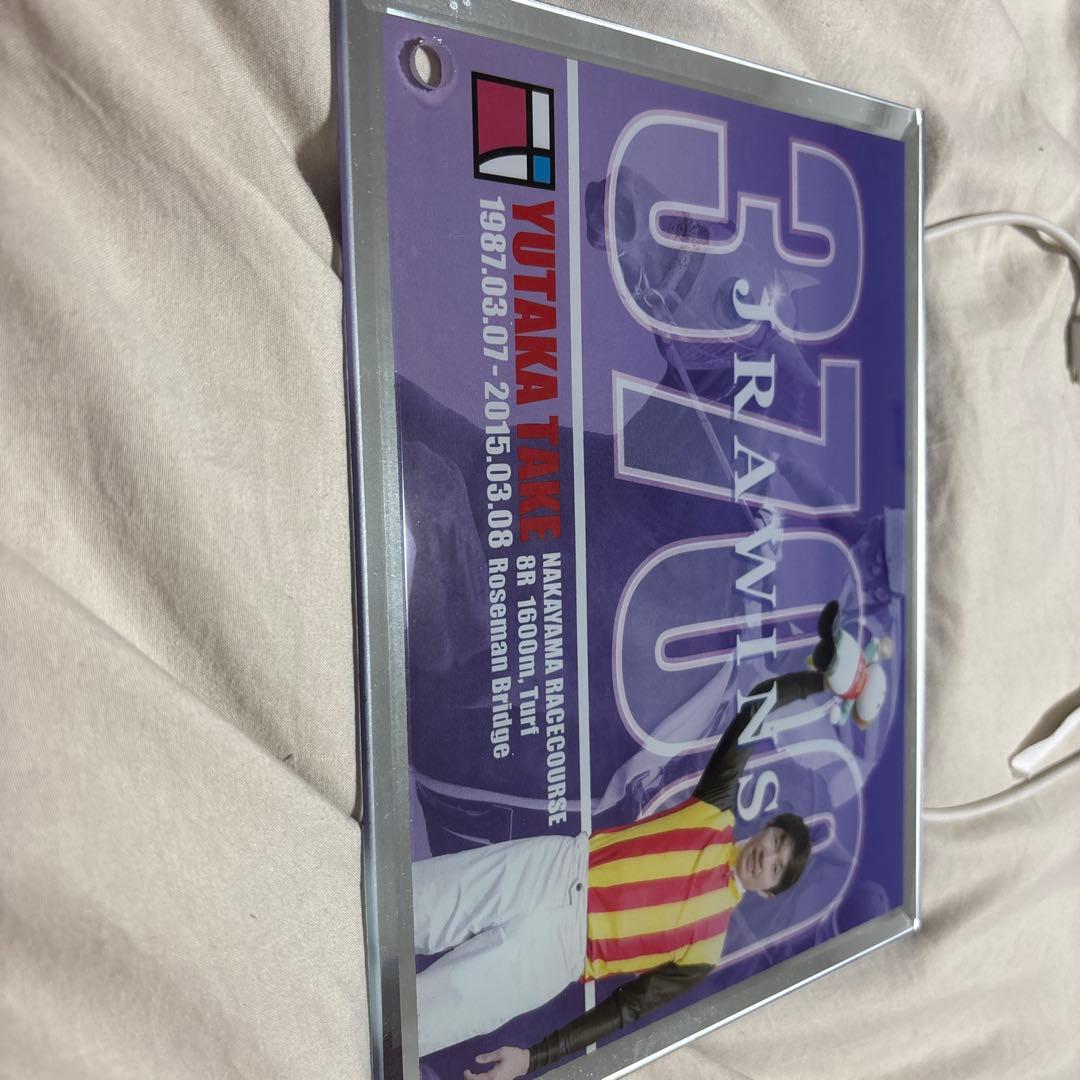 3700
JRA WINS
YUTAKA TAKE
1987.03.07 - 2015.03.08
NAKAYAMA RACECOURSE
8R 1600m, Turf
Roseman Bridge